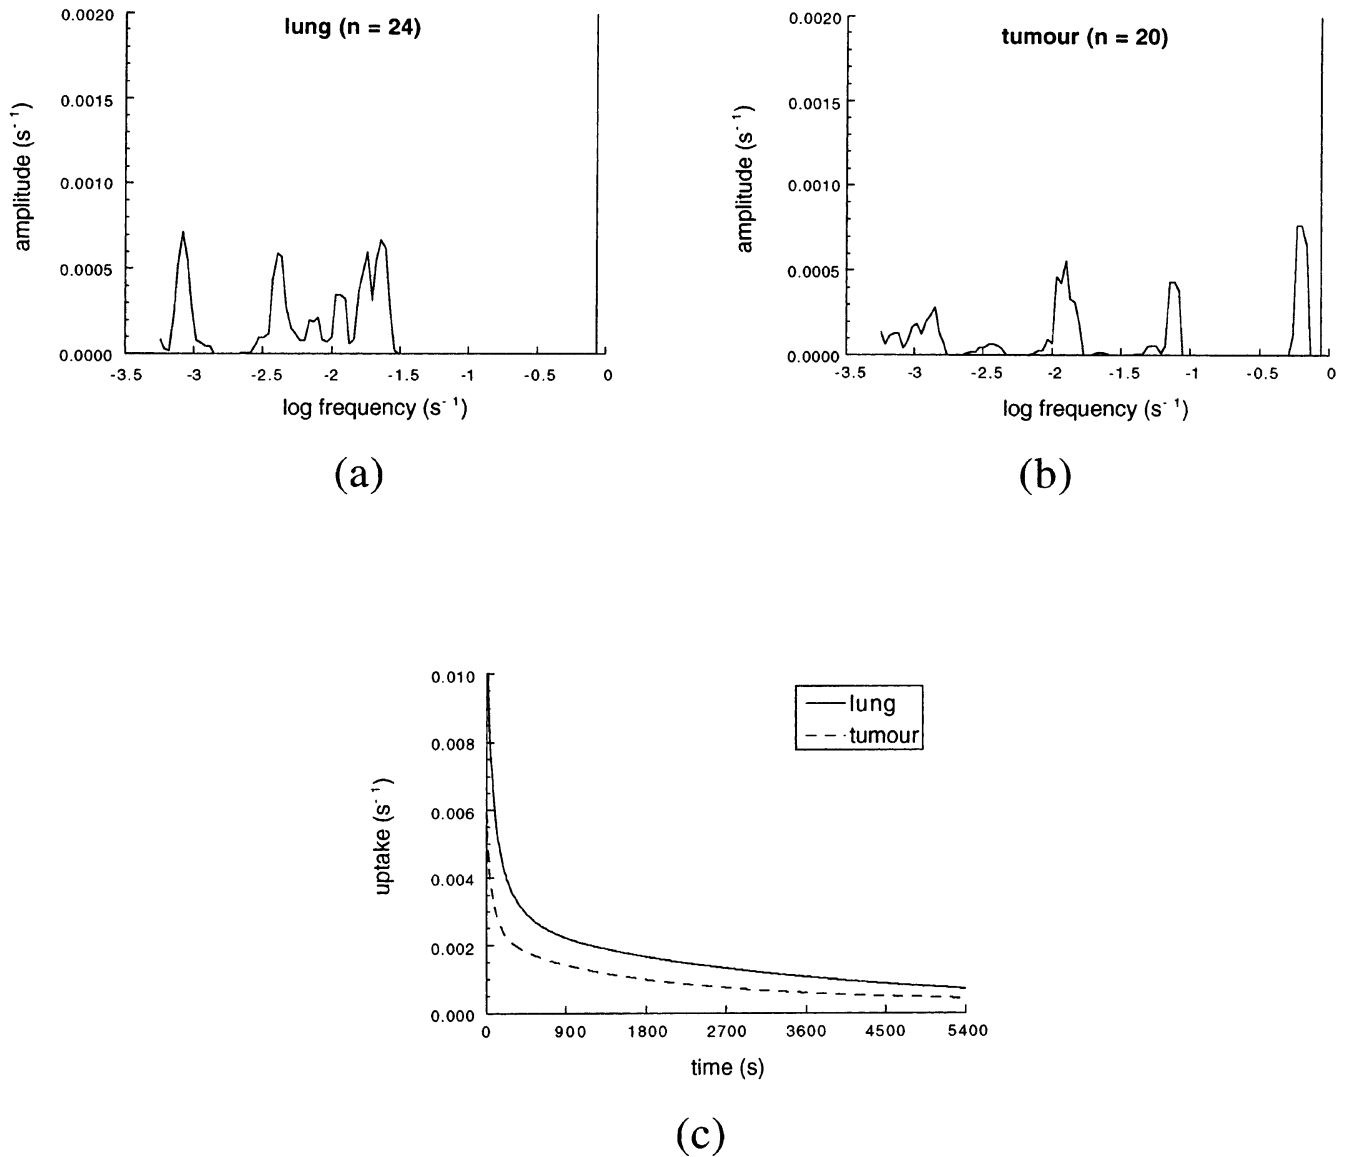 lung (n = 24)
amplitude (s⁻¹)
0.0020
0.0015
0.0010
0.0005
0.0000
-3.5 -3 -2.5 -2 -1.5 -1 -0.5 0
log frequency (s⁻¹)
(a)
tumour (n = 20)
amplitude (s⁻¹)
0.0020
0.0015
0.0010
0.0005
0.0000
-3.5 -3 -2.5 -2 -1.5 -1 -0.5 0
log frequency (s⁻¹)
(b)
lung
tumour
uptake (s⁻¹)
0.010
0.008
0.006
0.004
0.002
0.000
0 900 1800 2700 3600 4500 5400
time (s)
(c)